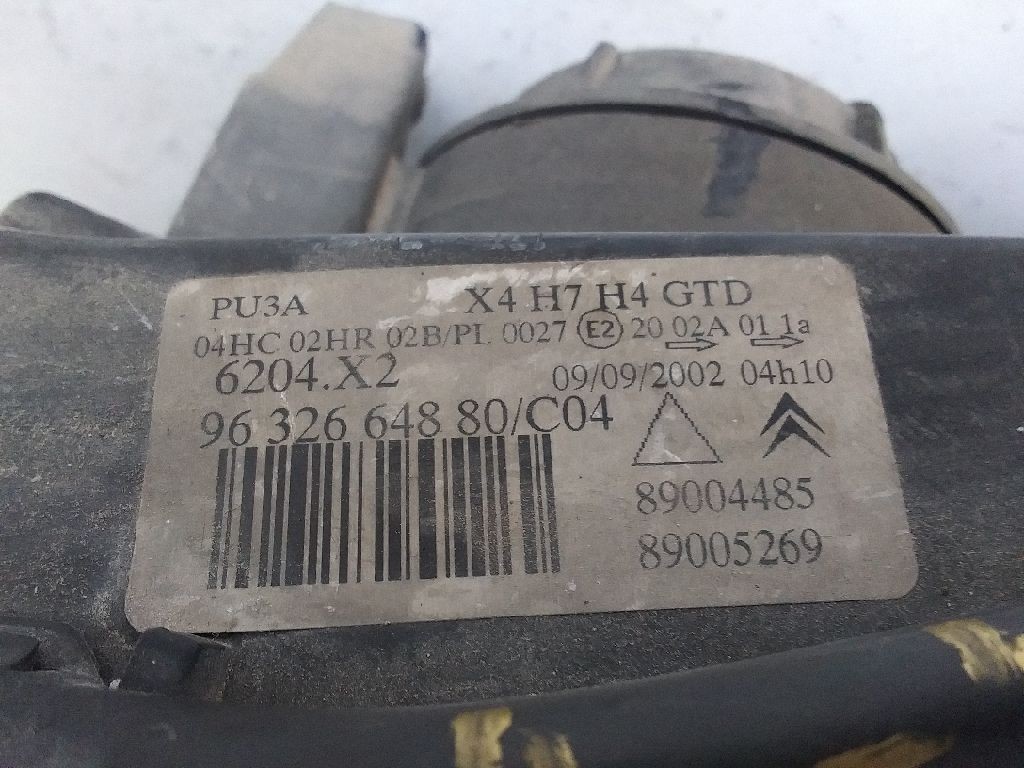 PU3A X4 H7 H4 GTD
04HC 02HR 02B/PL 0027 E2 20 02A 01 1a
6204.X2 09/09/2002 04h10
96 326 648 80/C04
89004485
89005269